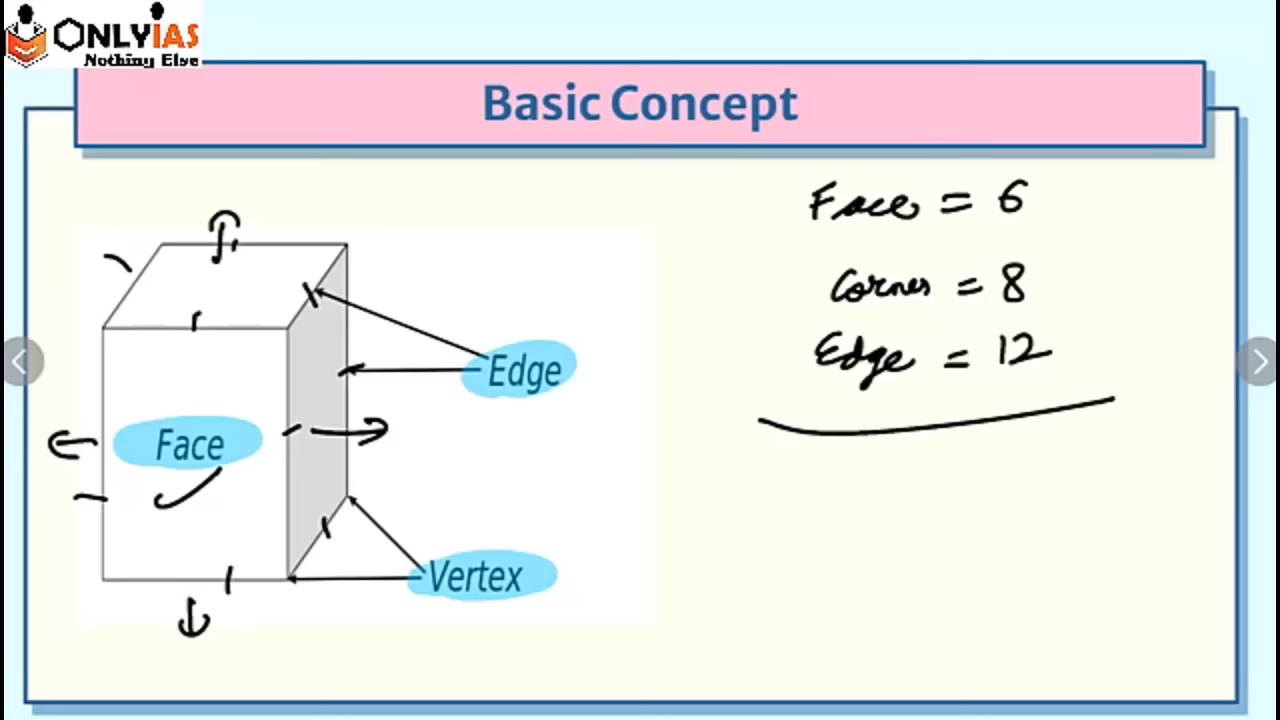 ONLYIAS
Nothing Else
Basic Concept
Face = 6
Corner = 8
Edge = 12
Edge
Face
Vertex